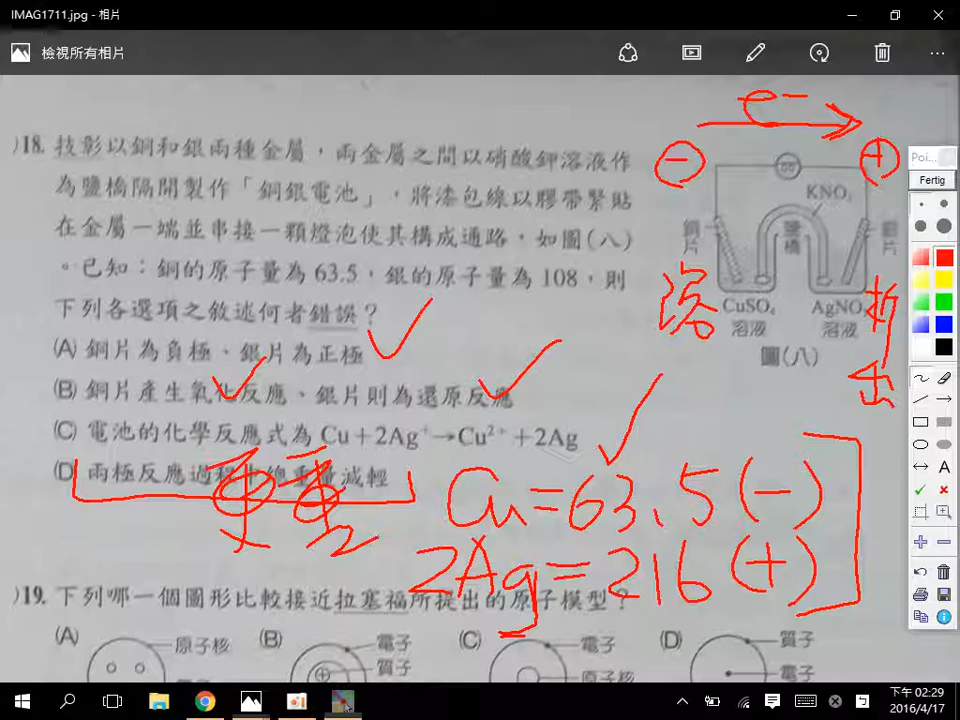 IMAG1711.jpg - 相片
檢視所有相片
)18. 技彰以銅和銀兩種金屬，兩金屬之間以硝酸鉀溶液作
為鹽橋隔開製作「銅銀電池」，將漆包線以膠帶緊貼
在金屬一端並串接一顆燈泡使其構成通路，如圖(八)
。已知：銅的原子量為 63.5，銀的原子量為 108，則
下列各選項之敘述何者錯誤？
(A) 銅片為負極、銀片為正極
(B) 銅片產生氧化反應、銀片則為還原反應
(C) 電池的化學反應式為 Cu＋2Ag⁺→Cu²⁺＋2Ag
(D) 兩極反應過程中總重量減輕
e−
−
+
KNO₃
銅片
鹽橋
銀片
CuSO₄
溶液
AgNO₃
溶液
圖(八)
溶
析出
Cu=63.5(−)
2Ag=216(+)
更重
)19. 下列哪一個圖形比較接近拉塞福所提出的原子模型？
(A)
原子核
(B)
電子
質子
(C)
電子
原子核
(D)
質子
電子
Poi...
Fertig
A
下午 02:29
2016/4/17